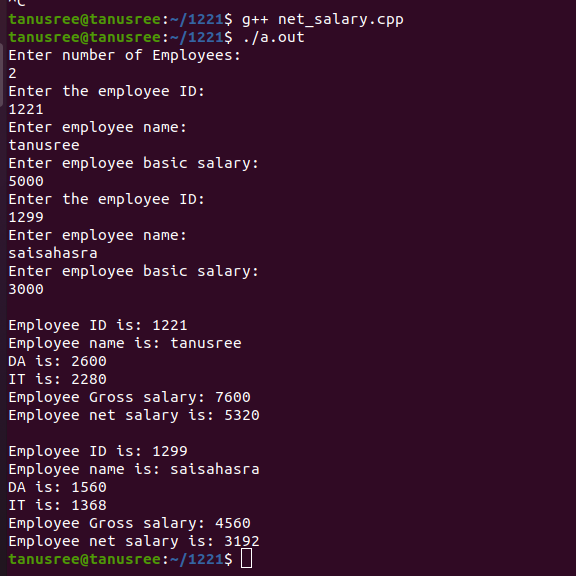 ^C
tanusree@tanusree:~/1221$ g++ net_salary.cpp
tanusree@tanusree:~/1221$ ./a.out
Enter number of Employees:
2
Enter the employee ID:
1221
Enter employee name:
tanusree
Enter employee basic salary:
5000
Enter the employee ID:
1299
Enter employee name:
saisahasra
Enter employee basic salary:
3000

Employee ID is: 1221
Employee name is: tanusree
DA is: 2600
IT is: 2280
Employee Gross salary: 7600
Employee net salary is: 5320

Employee ID is: 1299
Employee name is: saisahasra
DA is: 1560
IT is: 1368
Employee Gross salary: 4560
Employee net salary is: 3192
tanusree@tanusree:~/1221$